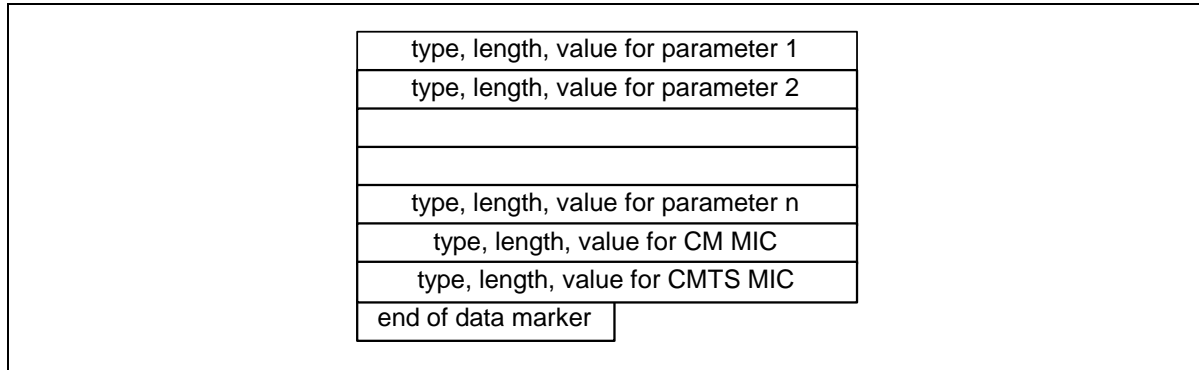 type, length, value for parameter 1
type, length, value for parameter 2
type, length, value for parameter n
type, length, value for CM MIC
type, length, value for CMTS MIC
end of data marker